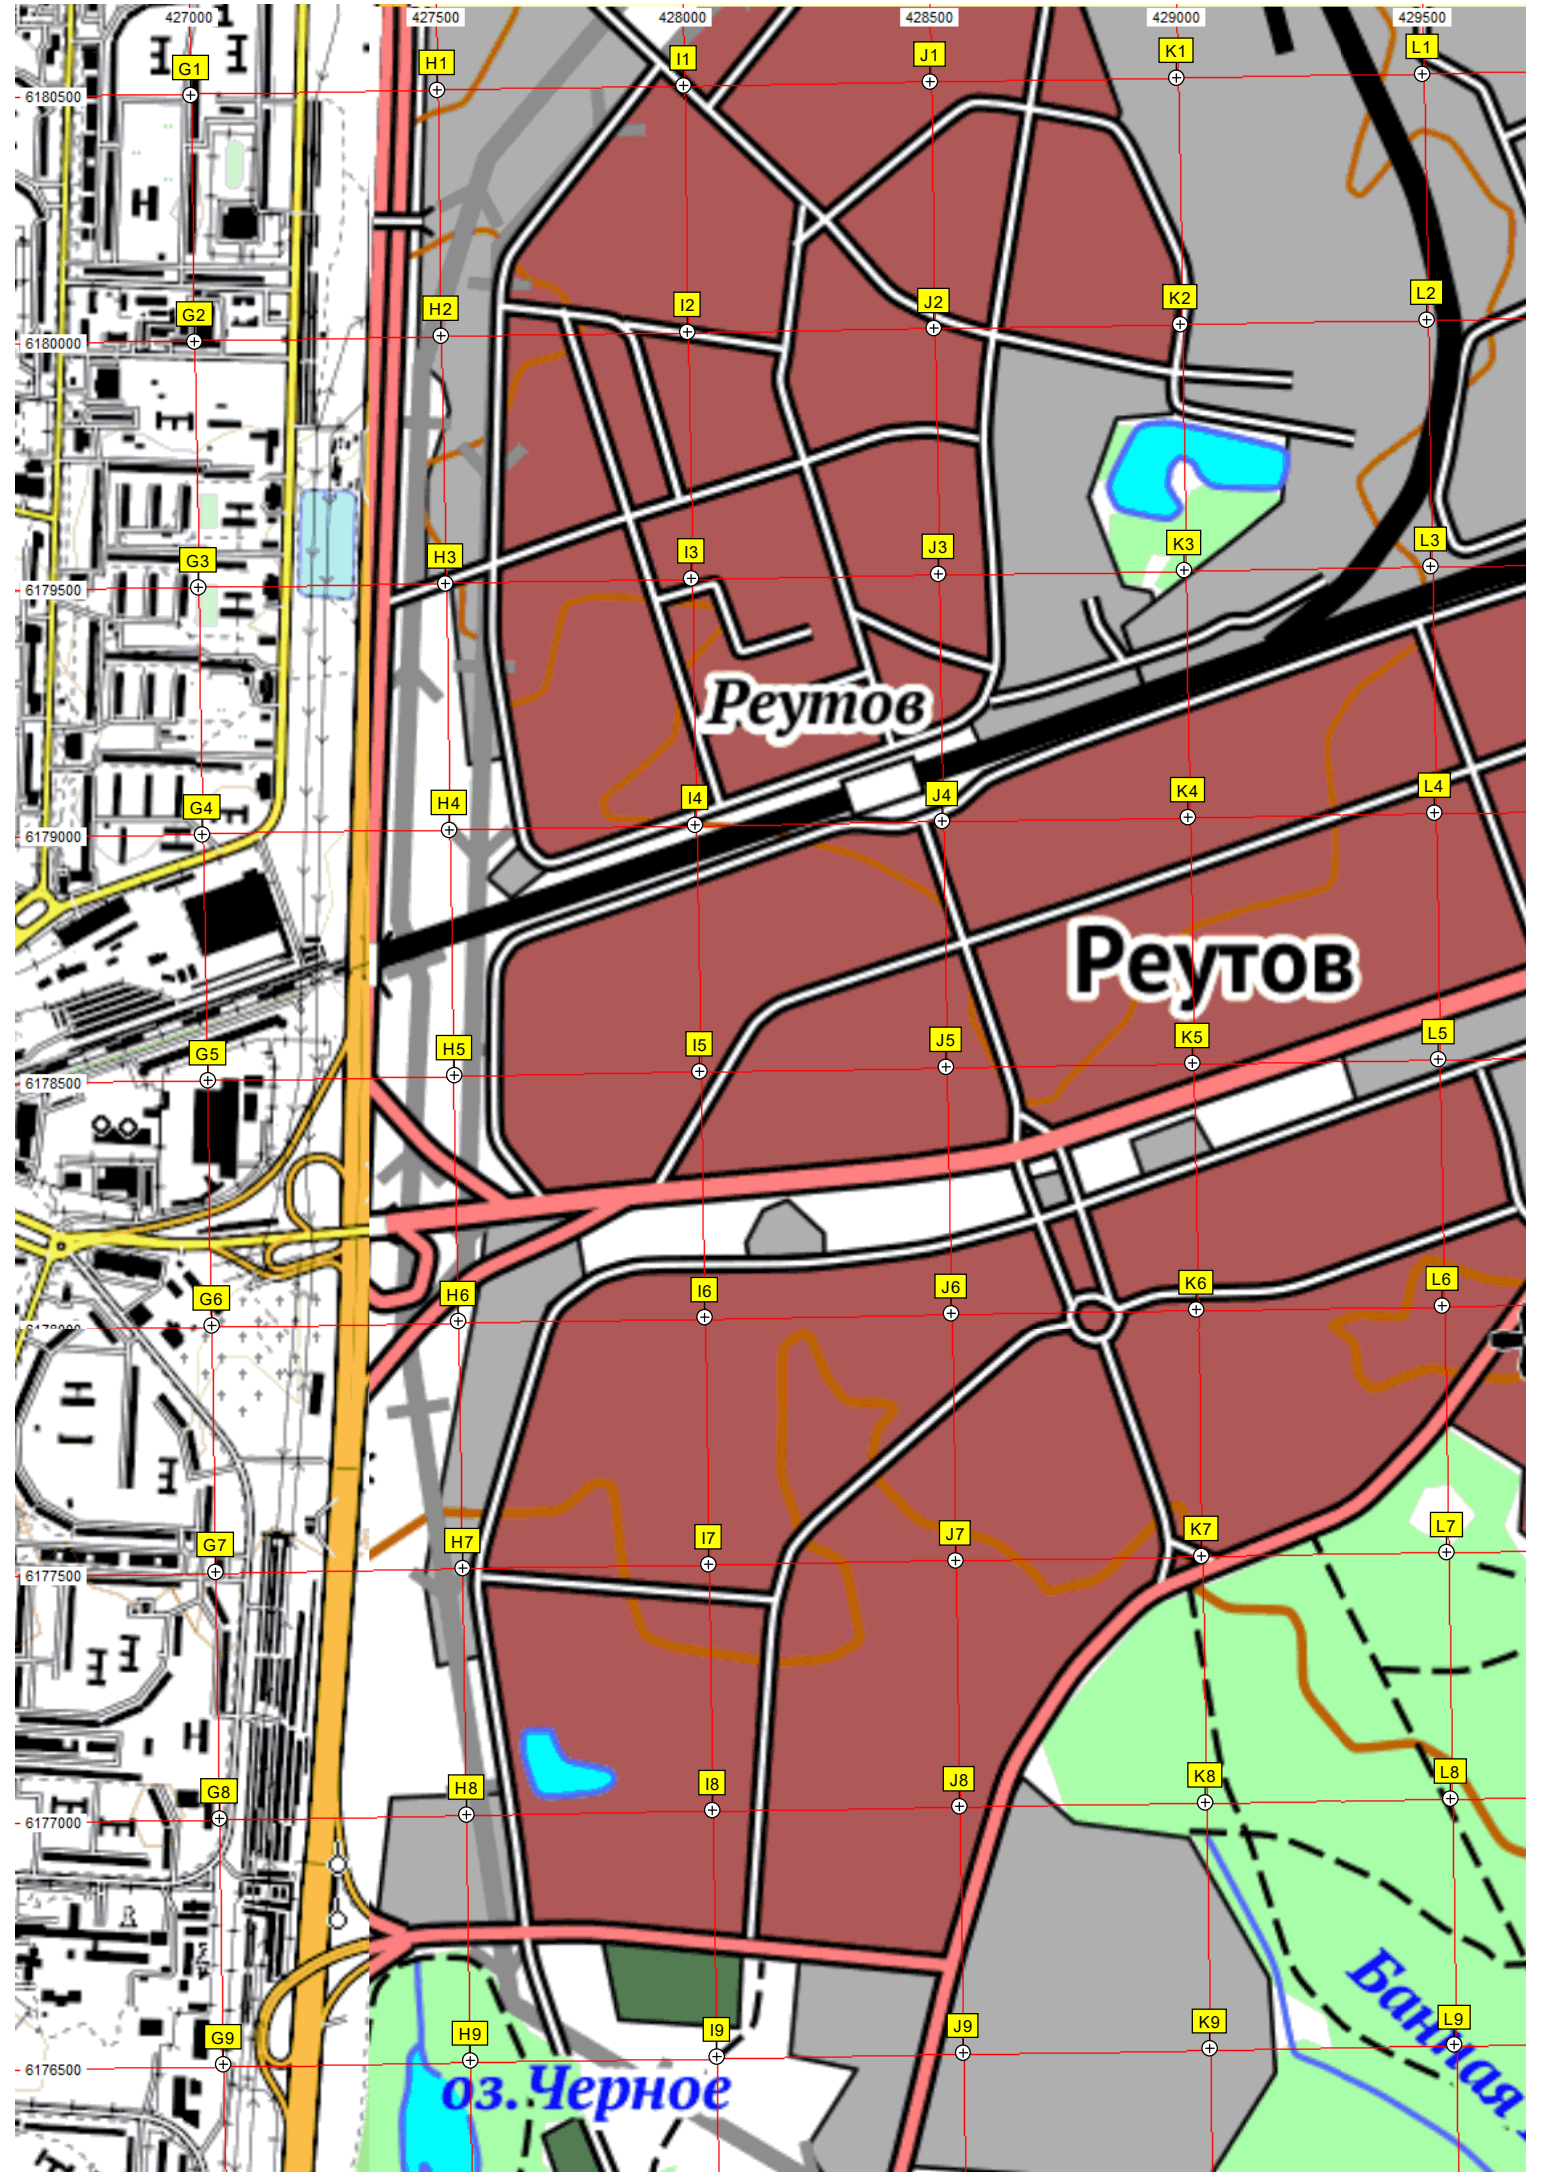 427000 427500 428000 428500 429000 429500
G1 H1 I1 J1 K1 L1
6180500
G2 H2 I2 J2 K2 L2
6180000
G3 H3 I3 J3 K3 L3
6179500
Реутов
G4 H4 I4 J4 K4 L4
6179000
Реутов
G5 H5 I5 J5 K5 L5
6178500
G6 H6 I6 J6 K6 L6
6178000
G7 H7 I7 J7 K7 L7
6177500
G8 H8 I8 J8 K8 L8
6177000
Банная
G9 H9 I9 J9 K9 L9
6176500
оз. Черное